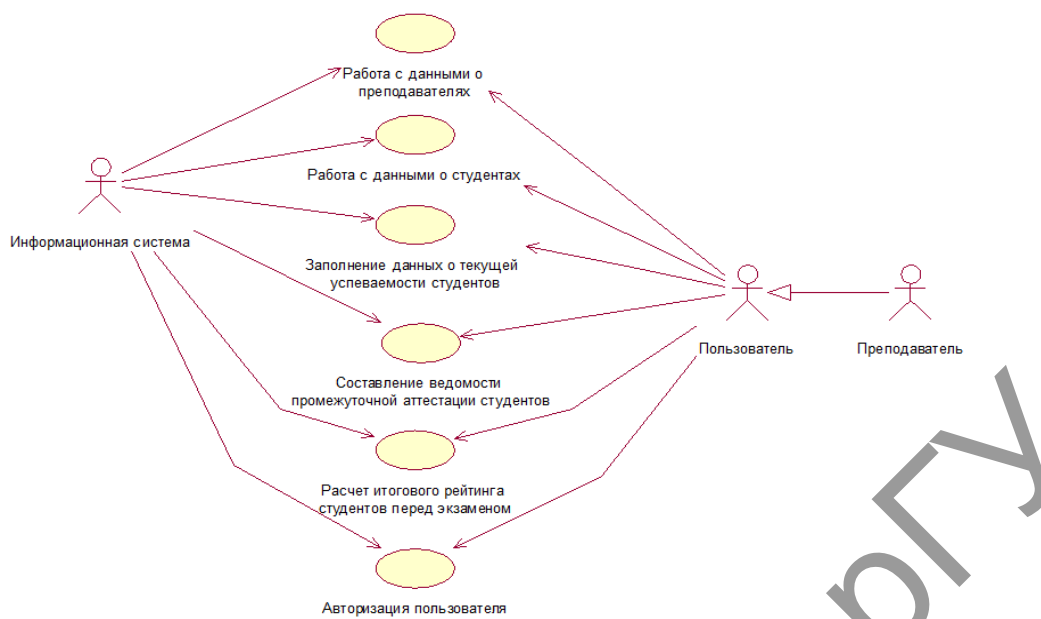 Работа с данными о
преподавателях
Работа с данными о студентах
Информационная система
Заполнение данных о текущей
успеваемости студентов
Пользователь
Преподаватель
Составление ведомости
промежуточной аттестации студентов
Расчет итогового рейтинга
студентов перед экзаменом
Авторизация пользователя
рГУ